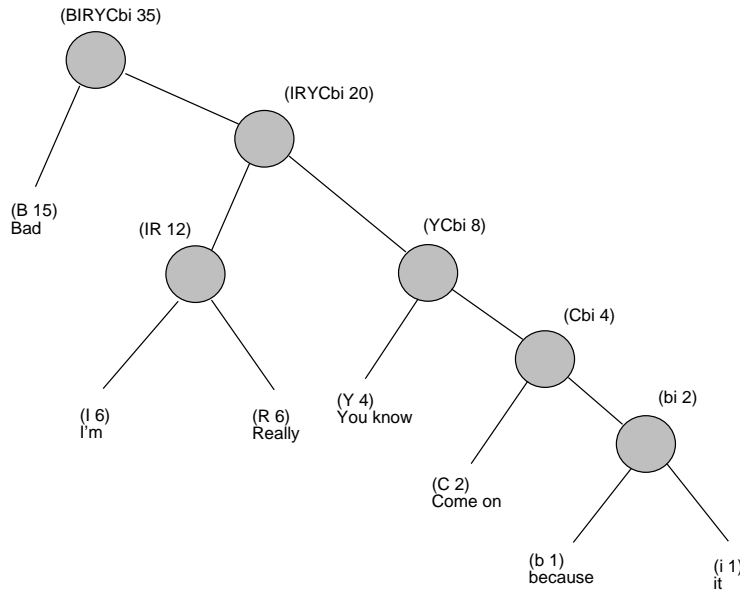 (BIRYCbi 35)
(IRYCbi 20)
(B 15)
Bad
(IR 12)
(YCbi 8)
(Cbi 4)
(I 6)
I'm
(R 6)
Really
(Y 4)
You know
(bi 2)
(C 2)
Come on
(b 1)
because
(i 1)
it